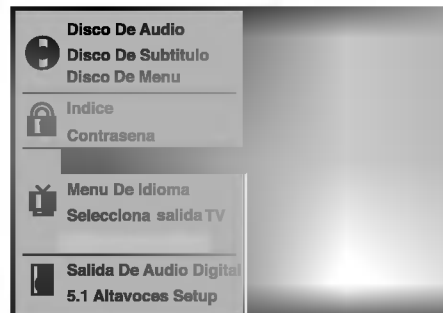 Disco De Audio
Disco De Subtitulo
Disco De Menu
Indice
Contrasena
Menu De Idioma
Selecciona salida TV
Salida De Audio Digital
5.1 Altavoces Setup